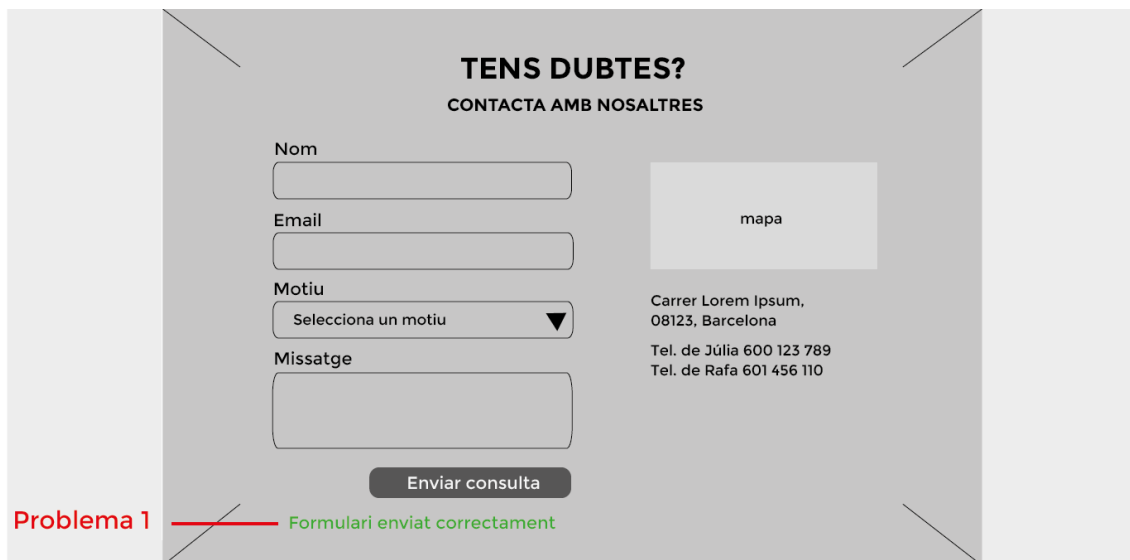 TENS DUBTES?
CONTACTA AMB NOSALTRES
Nom
Email
Motiu
Selecciona un motiu
Missatge
Enviar consulta
Problema 1
Formulari enviat correctament
mapa
Carrer Lorem Ipsum,
08123, Barcelona
Tel. de Júlia 600 123 789
Tel. de Rafa 601 456 110